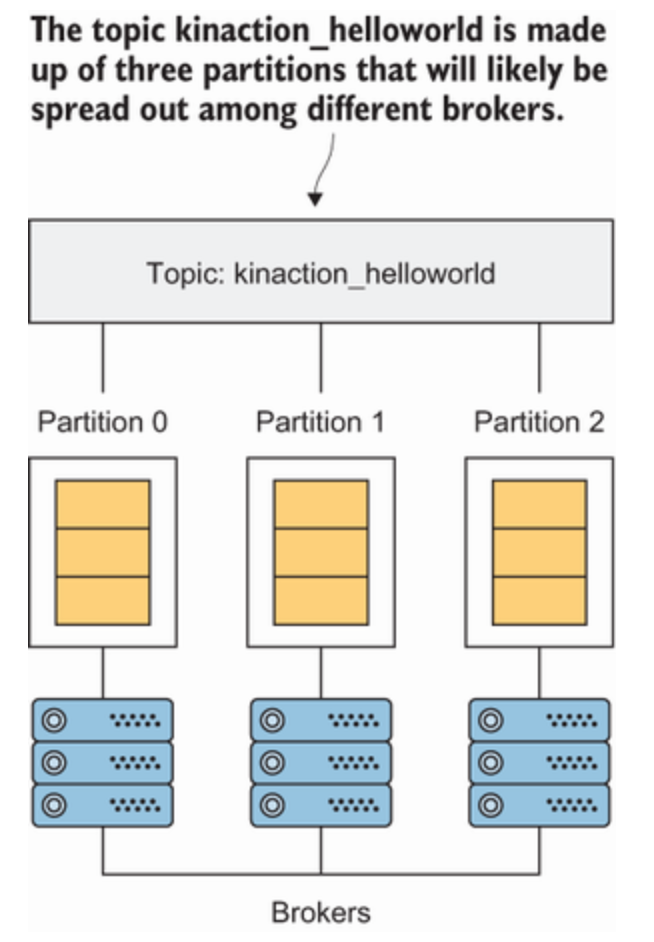 The topic kinaction_helloworld is made
up of three partitions that will likely be
spread out among different brokers.
Topic: kinaction_helloworld
Partition 0
Partition 1
Partition 2
Brokers